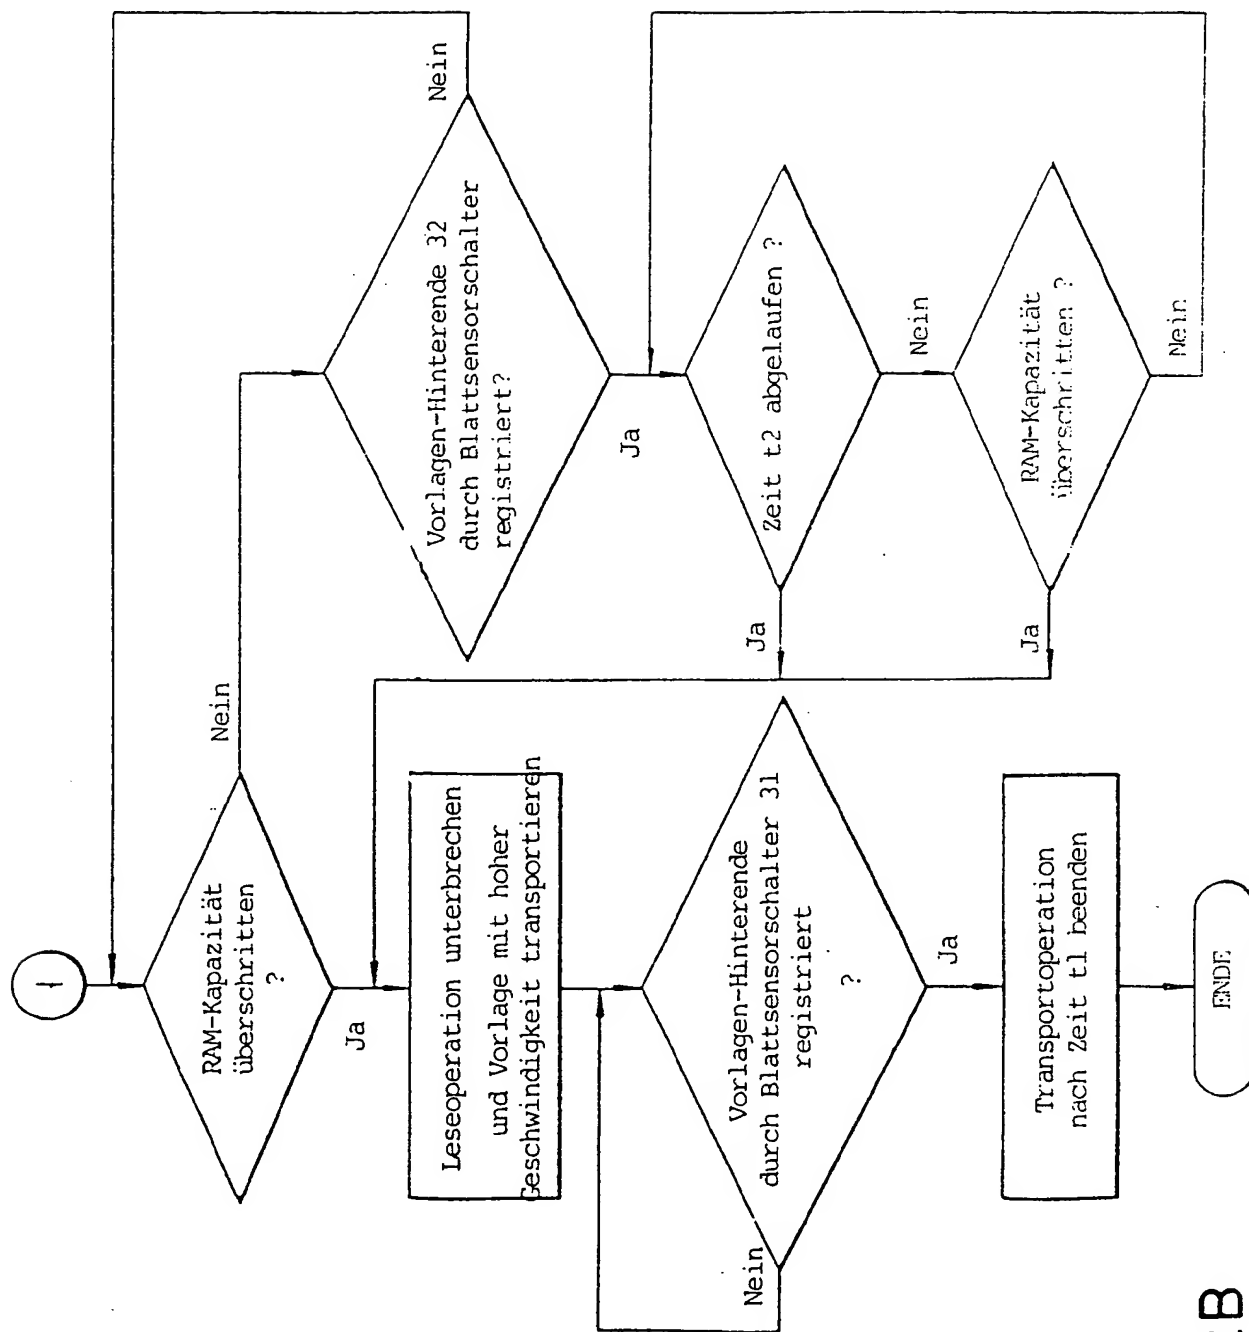 1
RAM-Kapazität
überschritten
?
Nein
Ja
Vorlagen-Hinterende 32
durch Blattsensorschalter
registriert?
Nein
Ja
Leseoperation unterbrechen
und Vorlage mit hoher
Geschwindigkeit transportieren
Zeit t2 abgelaufen ?
Ja
Nein
RAM-Kapazität
überschritten ?
Ja
Nein
Vorlagen-Hinterende
durch Blattsensorschalter 31
registriert
?
Nein
Ja
Transportoperation
nach Zeit t1 beenden
ENDE